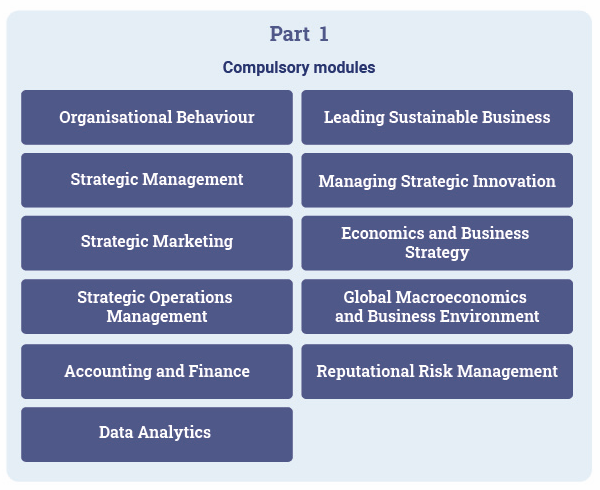 Part 1
Compulsory modules
Organisational Behaviour
Leading Sustainable Business
Strategic Management
Managing Strategic Innovation
Strategic Marketing
Economics and Business
Strategy
Strategic Operations
Management
Global Macroeconomics
and Business Environment
Accounting and Finance
Reputational Risk Management
Data Analytics